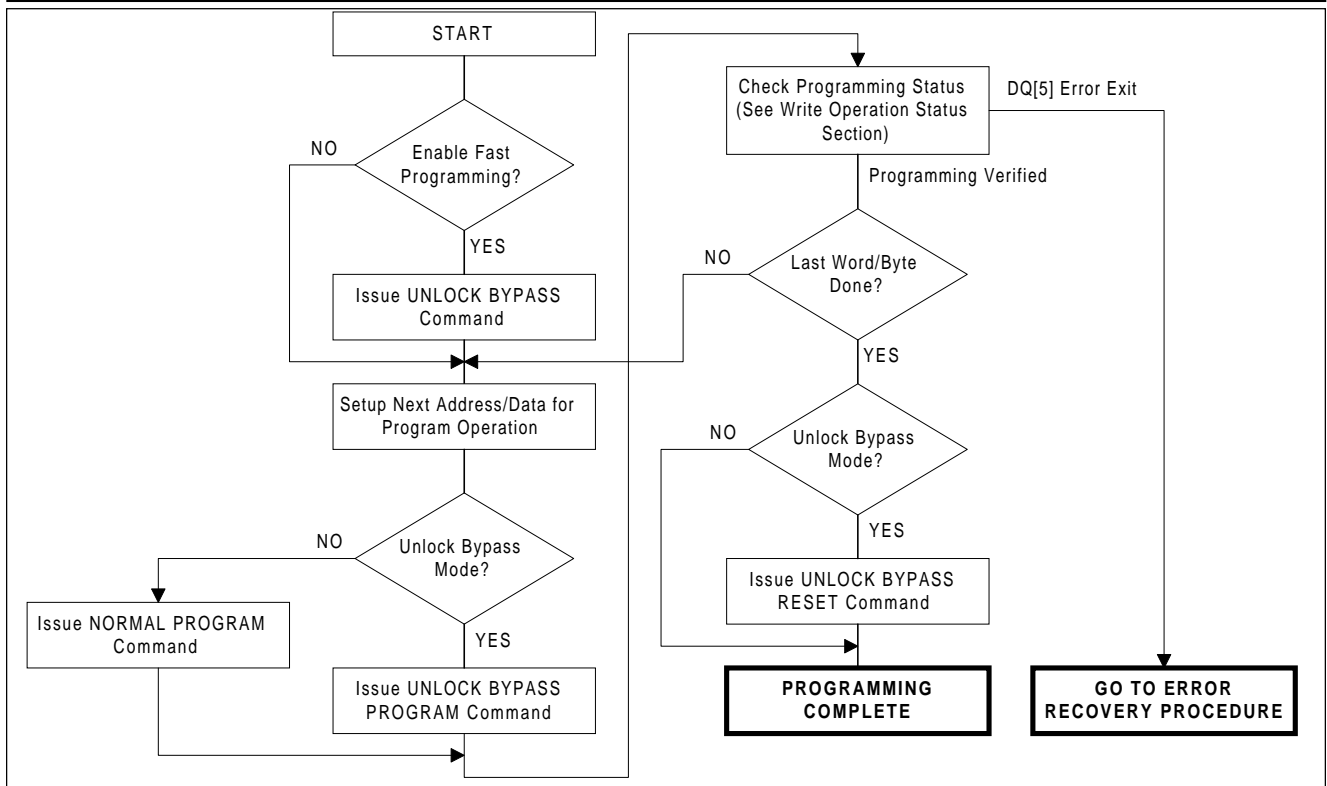 START
Enable Fast
Programming?
NO
YES
Issue UNLOCK BYPASS
Command
Setup Next Address/Data for
Program Operation
Unlock Bypass
Mode?
NO
YES
Issue NORMAL PROGRAM
Command
Issue UNLOCK BYPASS
PROGRAM Command
Check Programming Status
(See Write Operation Status
Section)
DQ[5] Error Exit
Programming Verified
Last Word/Byte
Done?
NO
YES
Unlock Bypass
Mode?
NO
YES
Issue UNLOCK BYPASS
RESET Command
PROGRAMMING
COMPLETE
GO TO ERROR
RECOVERY PROCEDURE